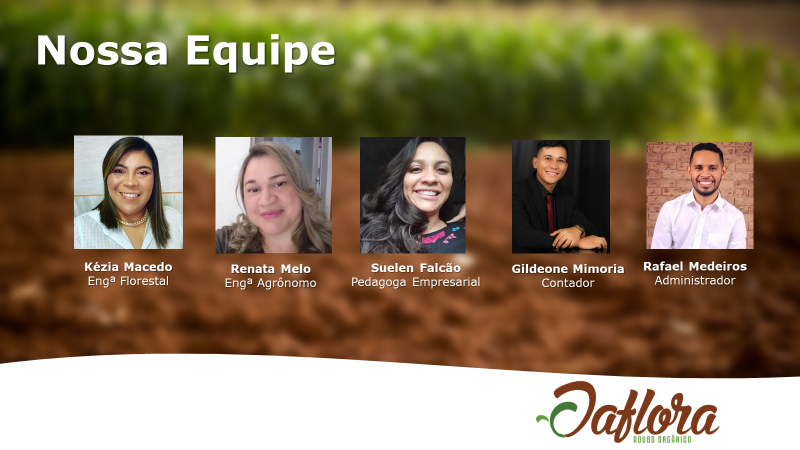 Nossa Equipe
Kézia Macedo
Engª Florestal
Renata Melo
Engª Agrônomo
Suelen Falcão
Pedagoga Empresarial
Gildeone Mimoria
Contador
Rafael Medeiros
Administrador
Jaflora
ADUBO ORGÂNICO